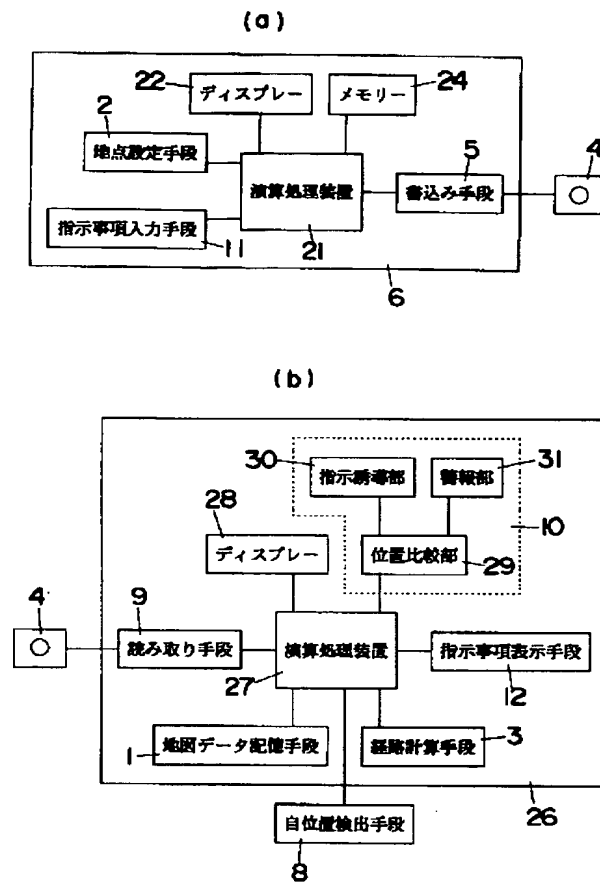 (a)
22 ディスプレー
メモリー 24
2
地点設定手段
演算処理装置
21
5
書込み手段
4
指示事項入力手段
11
6
(b)
30 指示誘導部
警報部 31
10
28
ディスプレー
位置比較部 29
4
9
読み取り手段
演算処理装置
27
指示事項表示手段
12
1 地図データ記憶手段
経路計算手段 3
26
自位置検出手段
8